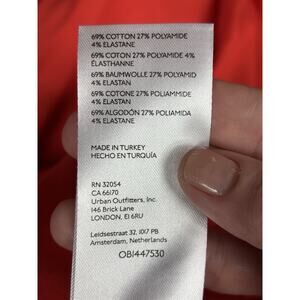 69% COTTON 27% POLYAMIDE
4% ELASTANE
69% COTON 27% POLYAMIDE 4%
ÉLASTHANNE
69% BAUMWOLLE 27% POLYAMID
4% ELASTAN
69% COTONE 27% POLIAMMIDE
4% ELASTAN
69% ALGODÓN 27% POLIAMIDA
4% ELASTANE
MADE IN TURKEY
HECHO EN TURQUÍA
RN 32054
CA 66170
Urban Outfitters, Inc.
146 Brick Lane
LONDON, E1 6RU
Leidsestraat 32, 1017 PB
Amsterdam, Netherlands
OB1447530